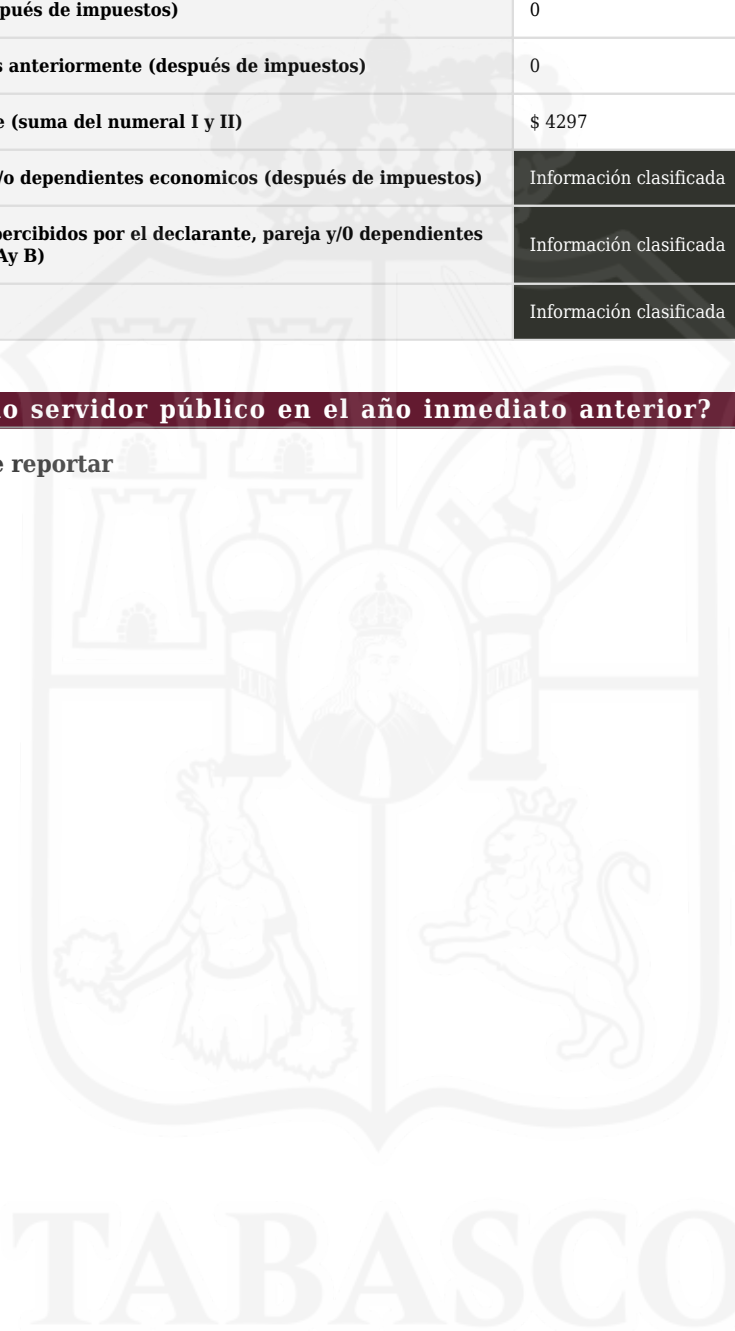 pués de impuestos) 0
s anteriormente (después de impuestos) 0
e (suma del numeral I y II) $ 4297
/o dependientes economicos (después de impuestos) Información clasificada
percibidos por el declarante, pareja y/0 dependientes
Ay B) Información clasificada
Información clasificada
o servidor público en el año inmediato anterior?
e reportar
PLUS ULTRA
TABASCO